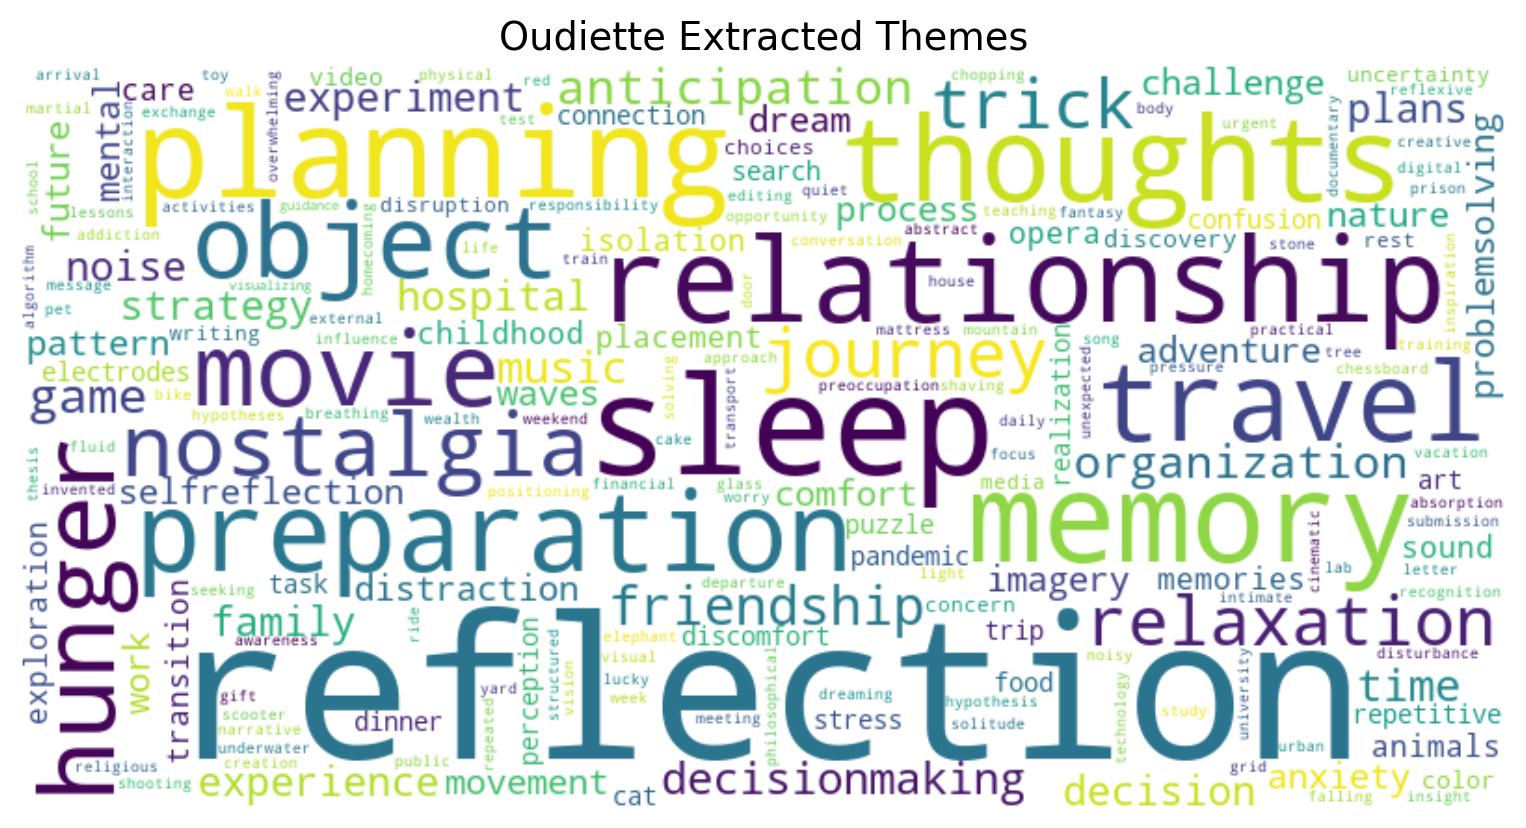 Oudiette Extracted Themes
arrival
toy
walk
overwhelming
video
physical
red
anticipation
chopping
trick
challenge
uncertainty
reflexive
care
mental
martial
exchange
interaction
experiment
test
connection
dream
body
urgent
documentary
plans
creative
planning
choices
thoughts
digital
prison
problemsolving
school
future
lessons
search
editing
quiet
activities
guidance
homecoming
disruption
responsibility
opportunity
process
teaching
fantasy
confusion
nature
addiction
object
life
isolation
conversation
abstract
opera
discovery
stone
rest
noise
train
relationship
house
door
algorithm
message
pet
visualizing
hospital
inspiration
strategy
external
influence
childhood
placement
mattress
mountain
realization
song
practical
training
pattern
writing
movie
music
approach
journey
unexpected
adventure
pressure
tree
electrodes
bike
game
waves
solving
transport
preoccupation
shaving
travel
chessboard
hypotheses
breathing
wealth
weekend
sleep
daily
fluid
nostalgia
cake
focus
organization
vacation
thesis
hunger
invented
selfreflection
positioning
financial
glass
worry
comfort
media
memory
art
absorption
preparation
puzzle
submission
exploration
pandemic
cinematic
sound
letter
lab
seeking
task
distraction
departure
light
imagery
memories
intimate
recognition
transition
work
family
ride
friendship
concern
relaxation
awareness
perception
structured
elephant
discomfort
trip
disturbance
reflection
visual
philosophical
noisy
university
gift
yard
vision
lucky
week
dreaming
food
hypothesis
technology
time
scooter
narrative
dinner
repeated
meeting
stress
solitude
study
repetitive
underwater
creation
public
urban
animals
religious
shooting
experience
movement
cat
decisionmaking
decision
grid
anxiety
falling
color
insight